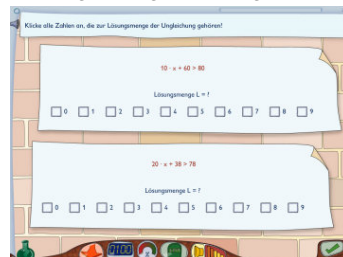 Klicke alle Zahlen an, die zur Lösungsmenge der Ungleichung gehören!
10 · x + 60 > 80
Lösungsmenge L = ?
0 1 2 3 4 5 6 7 8 9
20 · x + 38 > 78
Lösungsmenge L = ?
0 1 2 3 4 5 6 7 8 9